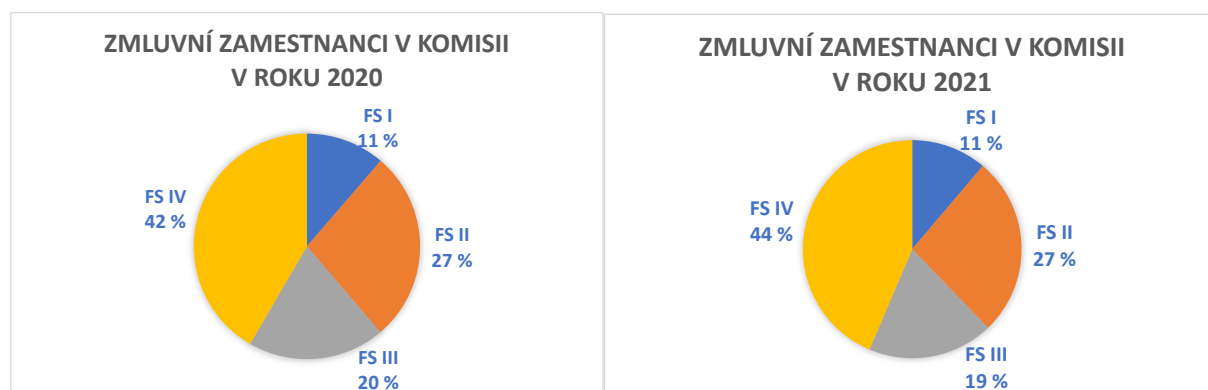 ZMLUVNÍ ZAMESTNANCI V KOMISII
V ROKU 2020
FS I
11 %
FS II
27 %
FS III
20 %
FS IV
42 %
ZMLUVNÍ ZAMESTNANCI V KOMISII
V ROKU 2021
FS I
11 %
FS II
27 %
FS III
19 %
FS IV
44 %